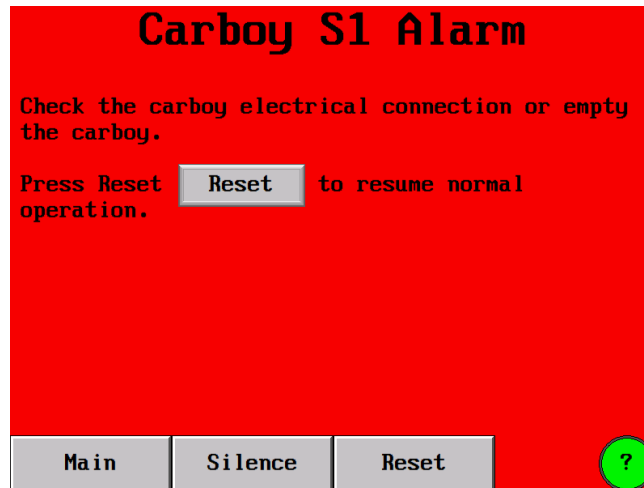 Carboy S1 Alarm
Check the carboy electrical connection or empty
the carboy.
Press Reset Reset to resume normal
operation.
Main Silence Reset ?